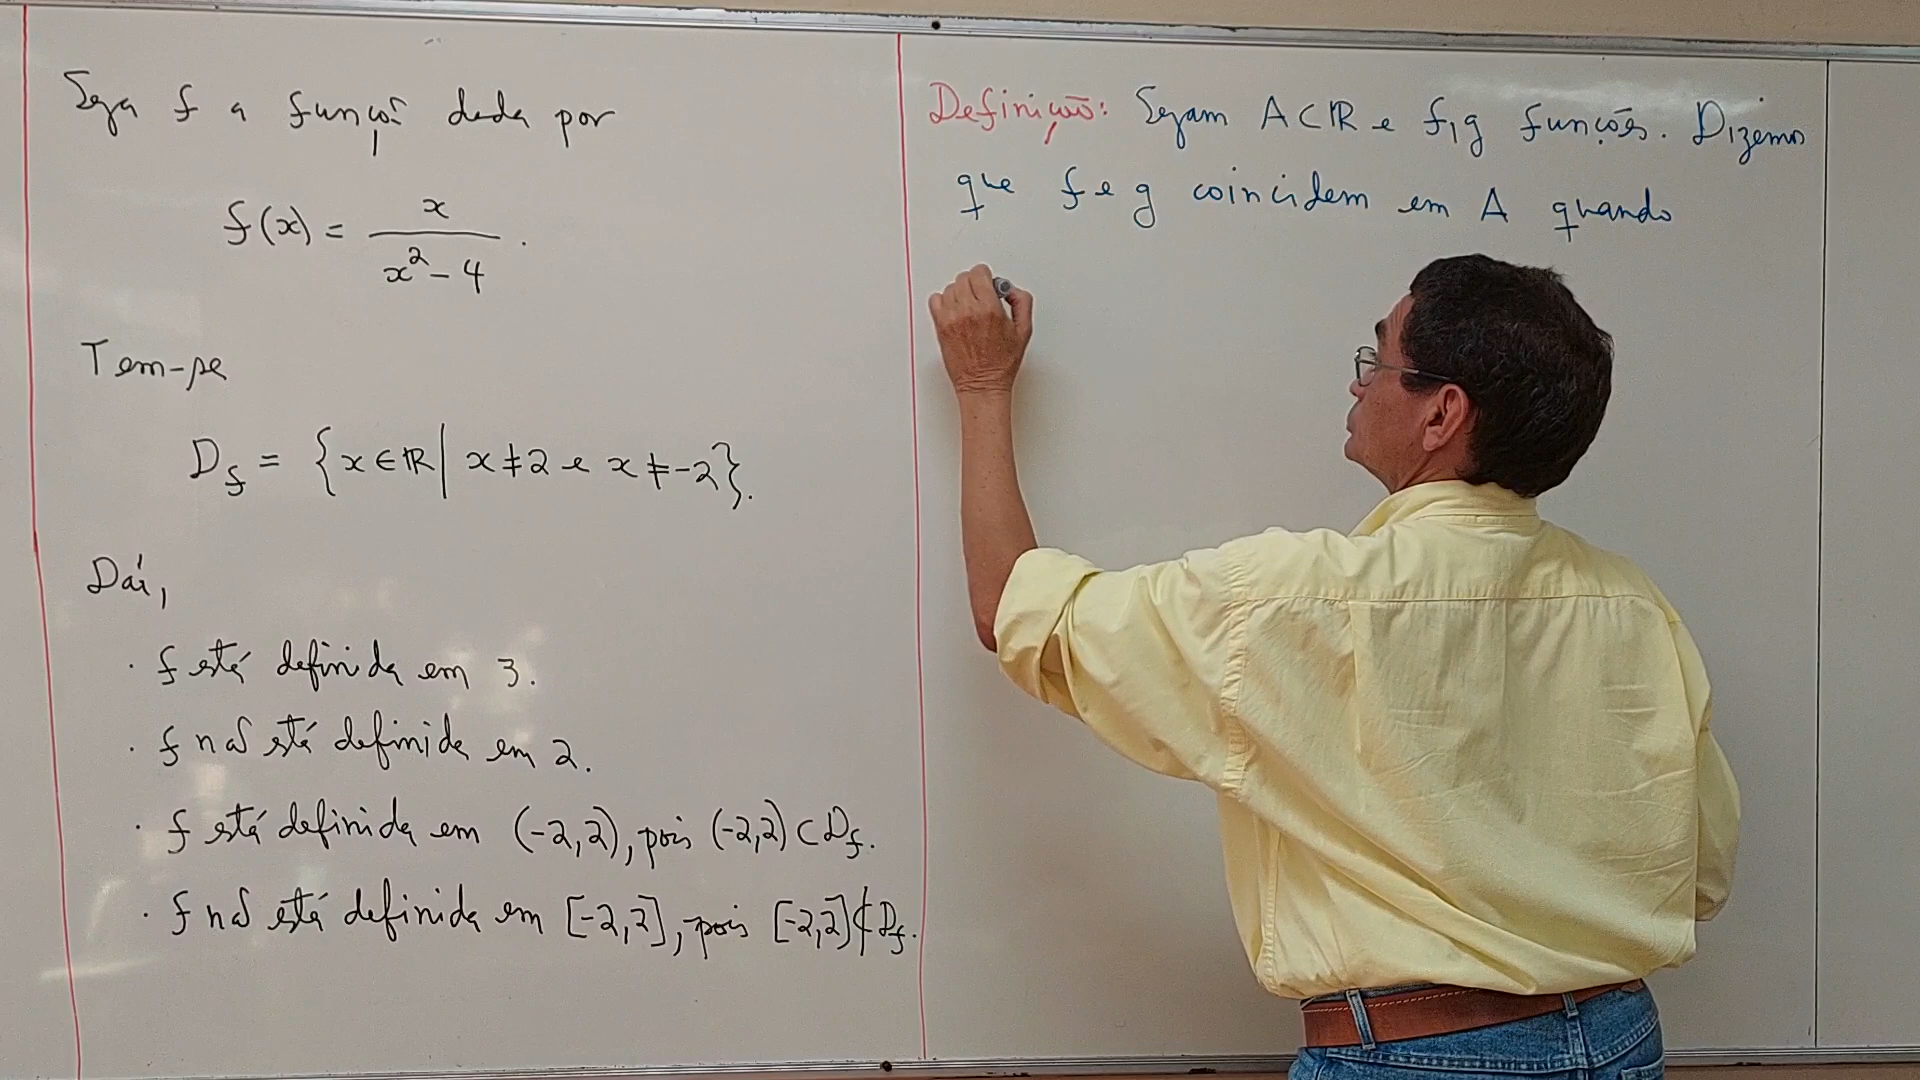 Seja f a função dada por
f(x) = x / (x² - 4).
Tem-se
D_f = {x ∈ ℝ | x ≠ 2 e x ≠ -2}.
Daí,
· f está definida em 3.
· f não está definida em 2.
· f está definida em (-2,2), pois (-2,2) ⊂ D_f.
· f não está definida em [-2,2], pois [-2,2] ⊄ D_f.
Definição: Sejam A ⊂ ℝ e f, g funções. Dizemos
que f e g coincidem em A quando